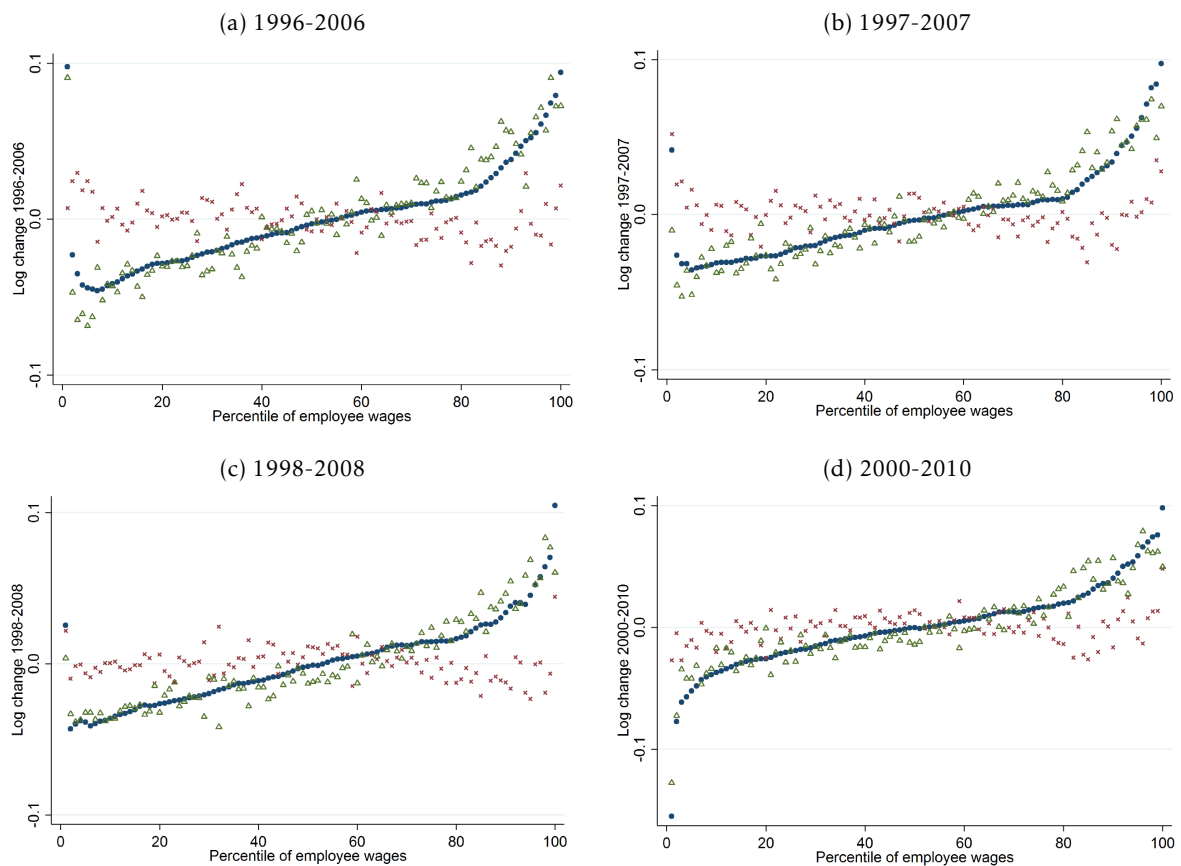 (a) 1996-2006
0.1
0.0
-0.1
Log change 1996-2006
0 20 40 60 80 100
Percentile of employee wages
(b) 1997-2007
0.1
0.0
-0.1
Log change 1997-2007
0 20 40 60 80 100
Percentile of employee wages
(c) 1998-2008
0.1
0.0
-0.1
Log change 1998-2008
0 20 40 60 80 100
Percentile of employee wages
(d) 2000-2010
0.1
0.0
-0.1
Log change 2000-2010
0 20 40 60 80 100
Percentile of employee wages